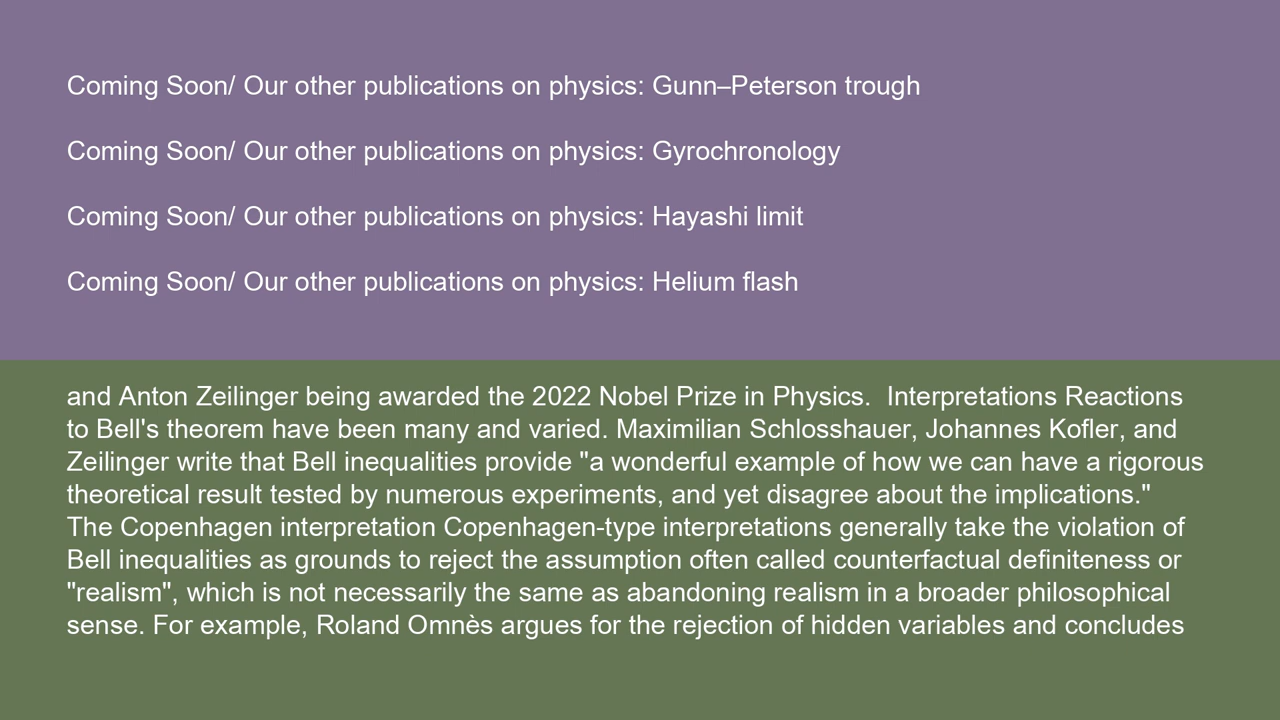 Coming Soon/ Our other publications on physics: Gunn–Peterson trough
Coming Soon/ Our other publications on physics: Gyrochronology
Coming Soon/ Our other publications on physics: Hayashi limit
Coming Soon/ Our other publications on physics: Helium flash
and Anton Zeilinger being awarded the 2022 Nobel Prize in Physics.  Interpretations Reactions
to Bell's theorem have been many and varied. Maximilian Schlosshauer, Johannes Kofler, and
Zeilinger write that Bell inequalities provide "a wonderful example of how we can have a rigorous
theoretical result tested by numerous experiments, and yet disagree about the implications."
The Copenhagen interpretation Copenhagen-type interpretations generally take the violation of
Bell inequalities as grounds to reject the assumption often called counterfactual definiteness or
"realism", which is not necessarily the same as abandoning realism in a broader philosophical
sense. For example, Roland Omnès argues for the rejection of hidden variables and concludes